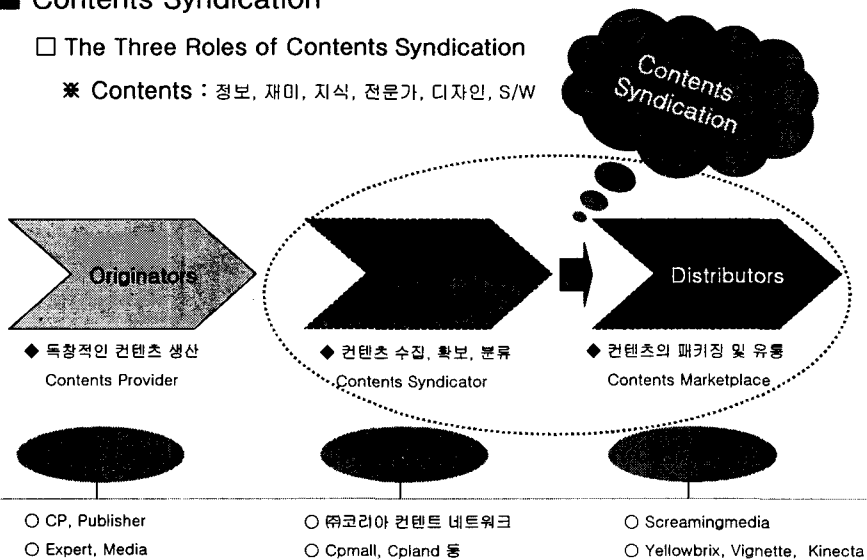 ■ Contents Syndication
□ The Three Roles of Contents Syndication
※ Contents : 정보, 재미, 지식, 전문가, 디자인, S/W
Contents
Syndication
Originators
Distributors
◆ 독창적인 컨텐츠 생산
Contents Provider
◆ 컨텐츠 수집, 확보, 분류
Contents Syndicator
◆ 컨텐츠의 패키징 및 유통
Contents Marketplace
○ CP, Publisher
○ Expert, Media
○ ㈜코리아 컨텐트 네트워크
○ Cpmall, Cpland 등
○ Screamingmedia
○ Yellowbrix, Vignette, Kinecta